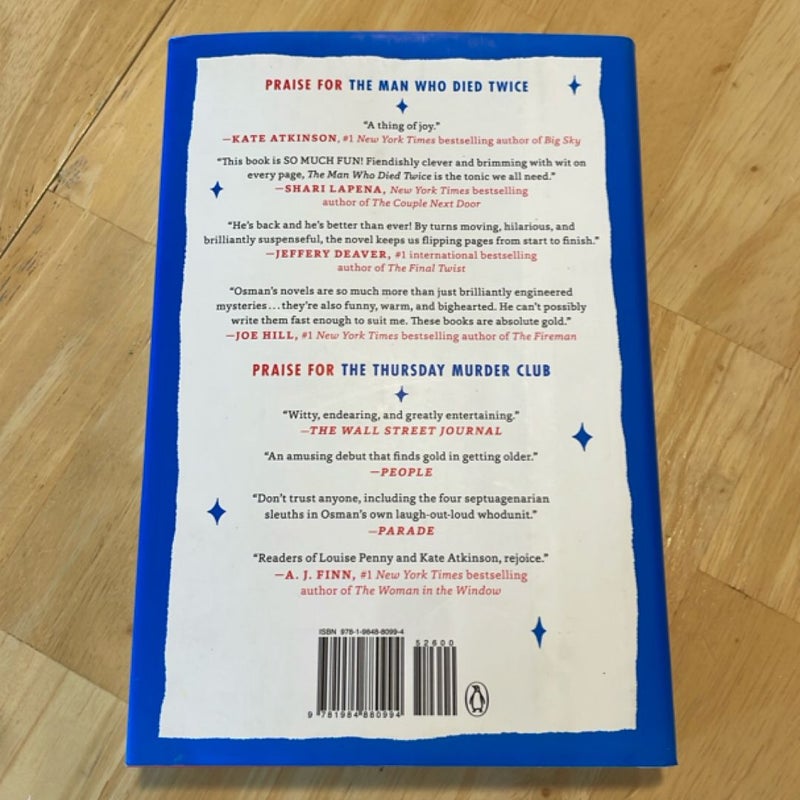 PRAISE FOR THE MAN WHO DIED TWICE
“A thing of joy.”
—KATE ATKINSON, #1 New York Times bestselling author of Big Sky
“This book is SO MUCH FUN! Fiendishly clever and brimming with wit on
every page, The Man Who Died Twice is the tonic we all need.”
—SHARI LAPENA, New York Times bestselling
author of The Couple Next Door
“He’s back and he’s better than ever! By turns moving, hilarious, and
brilliantly suspenseful, the novel keeps us flipping pages from start to finish.”
—JEFFERY DEAVER, #1 international bestselling
author of The Final Twist
“Osman’s novels are so much more than just brilliantly engineered
mysteries...they’re also funny, warm, and bighearted. He can’t possibly
write them fast enough to suit me. These books are absolute gold.”
—JOE HILL, #1 New York Times bestselling author of The Fireman
PRAISE FOR THE THURSDAY MURDER CLUB
“Witty, endearing, and greatly entertaining.”
—THE WALL STREET JOURNAL
“An amusing debut that finds gold in getting older.”
—PEOPLE
“Don’t trust anyone, including the four septuagenarian
sleuths in Osman’s own laugh-out-loud whodunit.”
—PARADE
“Readers of Louise Penny and Kate Atkinson, rejoice.”
—A. J. FINN, #1 New York Times bestselling
author of The Woman in the Window
ISBN 978-1-9848-8099-4
52600
9 781984 880994